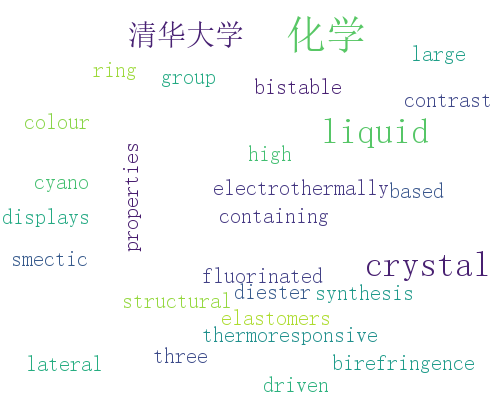 清华大学 化学
large
ring group
bistable
contrast
colour
liquid
high
properties
cyano
electrothermally based
displays
containing
smectic
crystal
fluorinated
diester synthesis
structural
elastomers
thermoresponsive
three
lateral
birefringence
driven